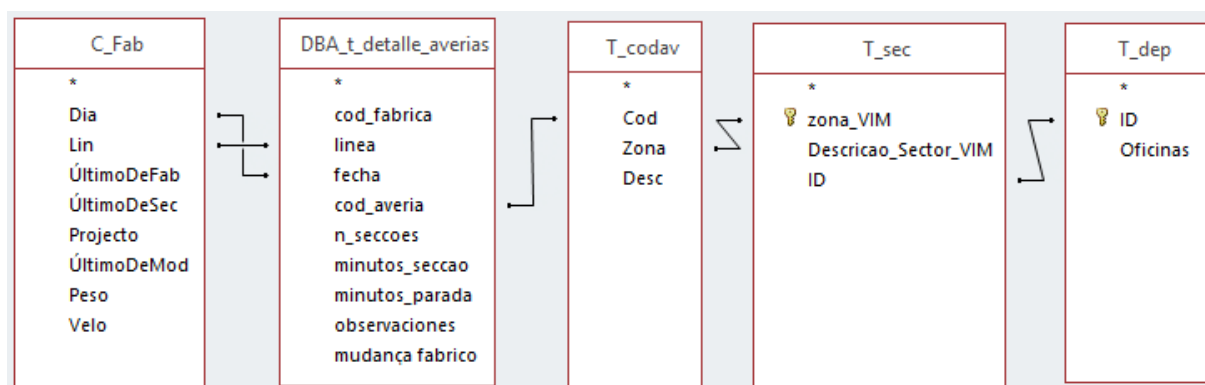 C_Fab
*
Dia
Lin
ÚltimoDeFab
ÚltimoDeSec
Projecto
ÚltimoDeMod
Peso
Velo
DBA_t_detalle_averias
*
cod_fabrica
linea
fecha
cod_averia
n_seccoes
minutos_seccao
minutos_parada
observaciones
mudança fabrico
T_codav
*
Cod
Zona
Desc
T_sec
*
zona_VIM
Descricao_Sector_VIM
ID
T_dep
*
ID
Oficinas